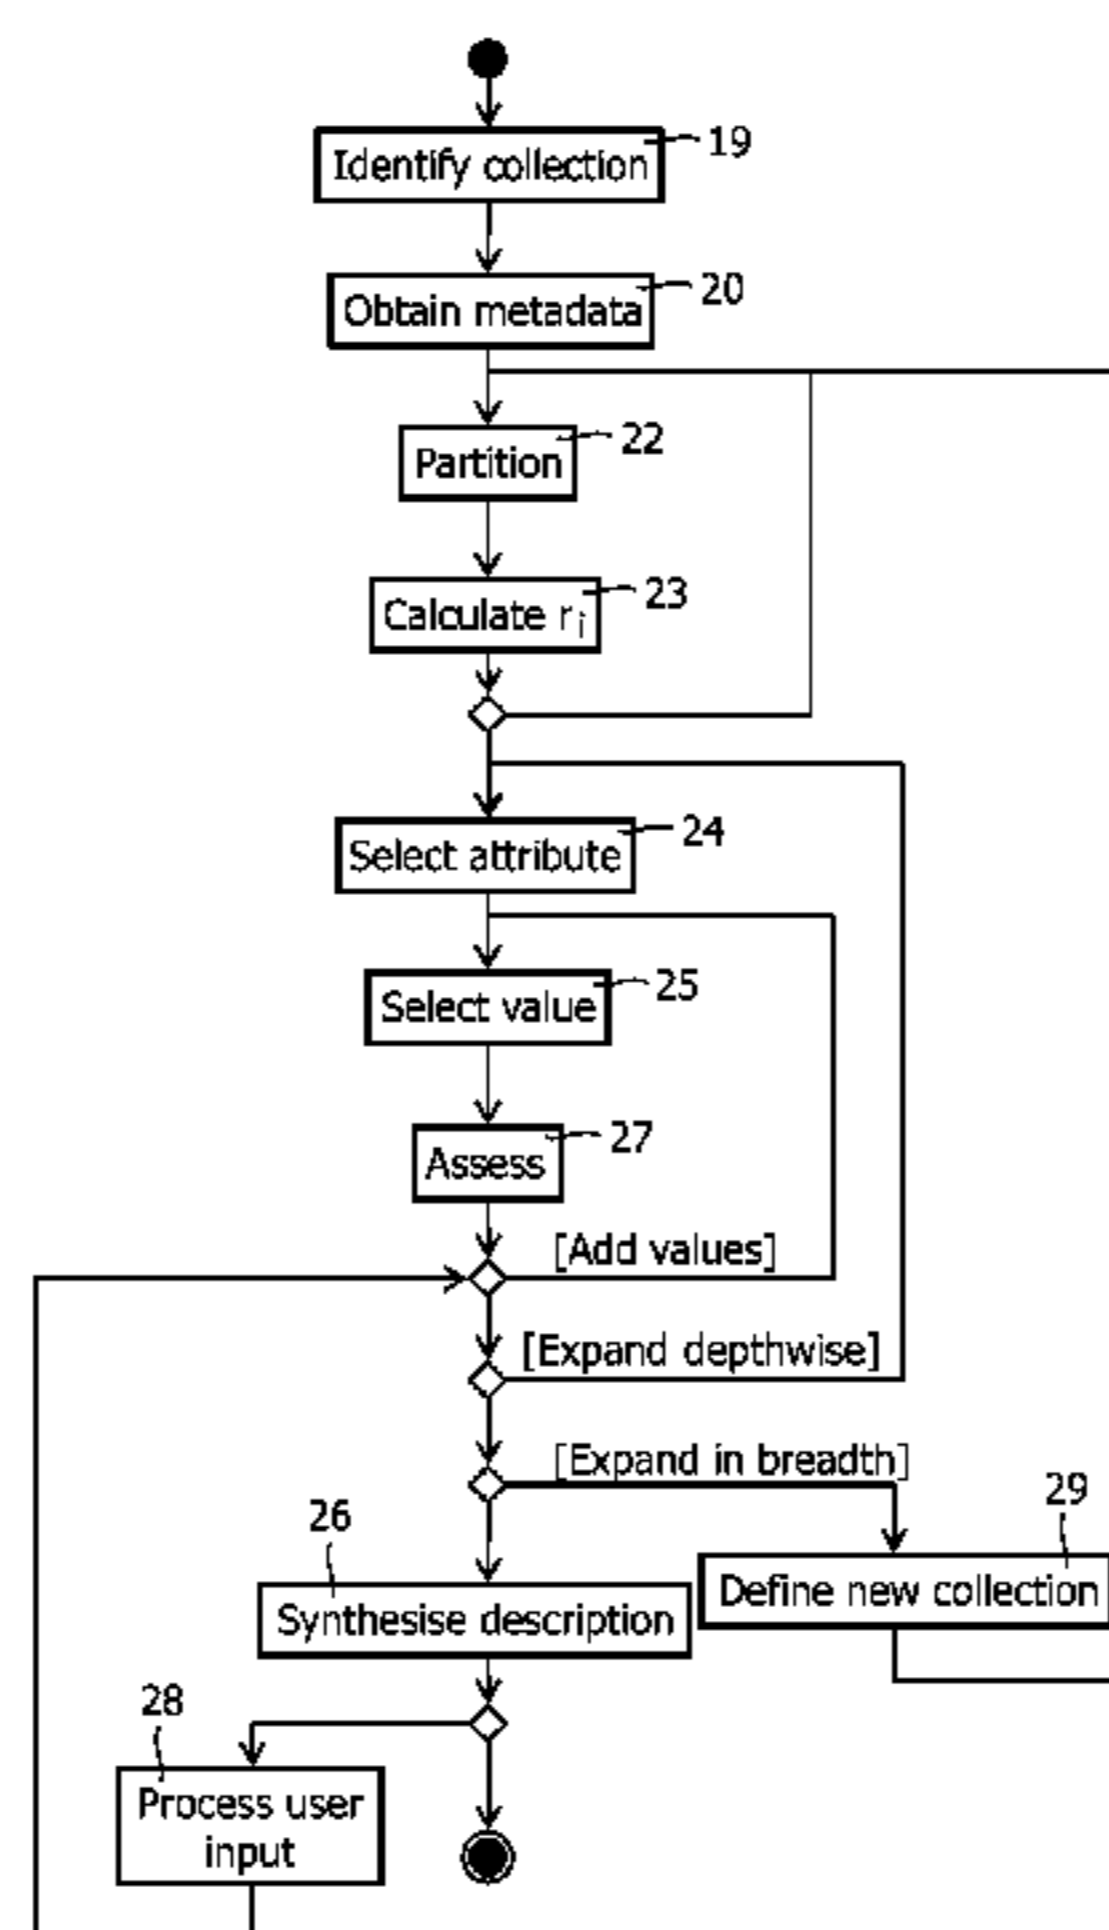 19
Identify collection
20
Obtain metadata
22
Partition
23
Calculate r i
24
Select attribute
25
Select value
27
Assess
[Add values]
[Expand depthwise]
[Expand in breadth]
29
26
Define new collection
Synthesise description
28
Process user
input